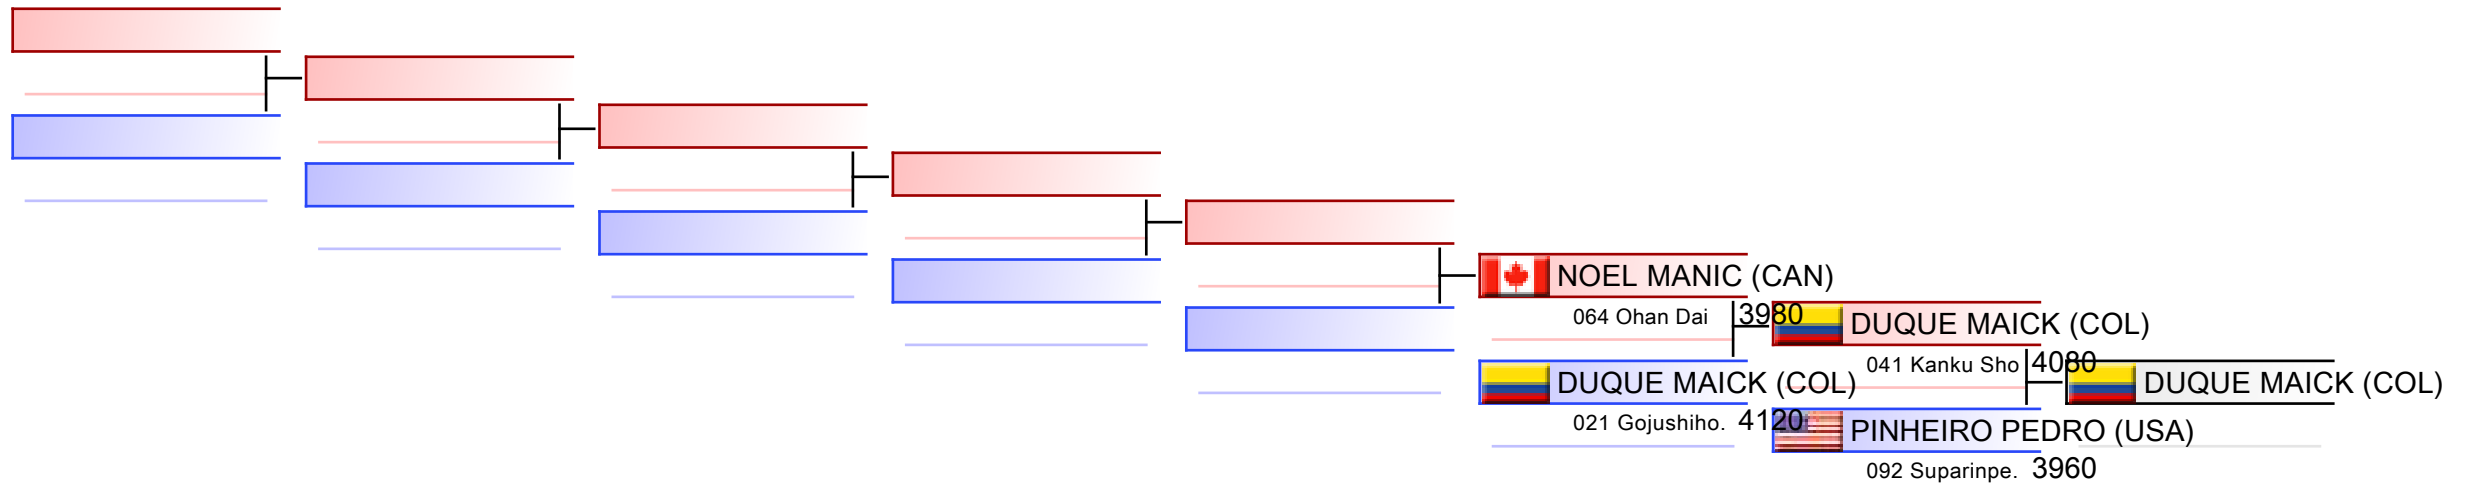 NOEL MANIC (CAN)
064 Ohan Dai 3980
DUQUE MAICK (COL)
021 Gojushiho. 4120
DUQUE MAICK (COL)
041 Kanku Sho 4080
PINHEIRO PEDRO (USA)
092 Suparinpe. 3960
DUQUE MAICK (COL)